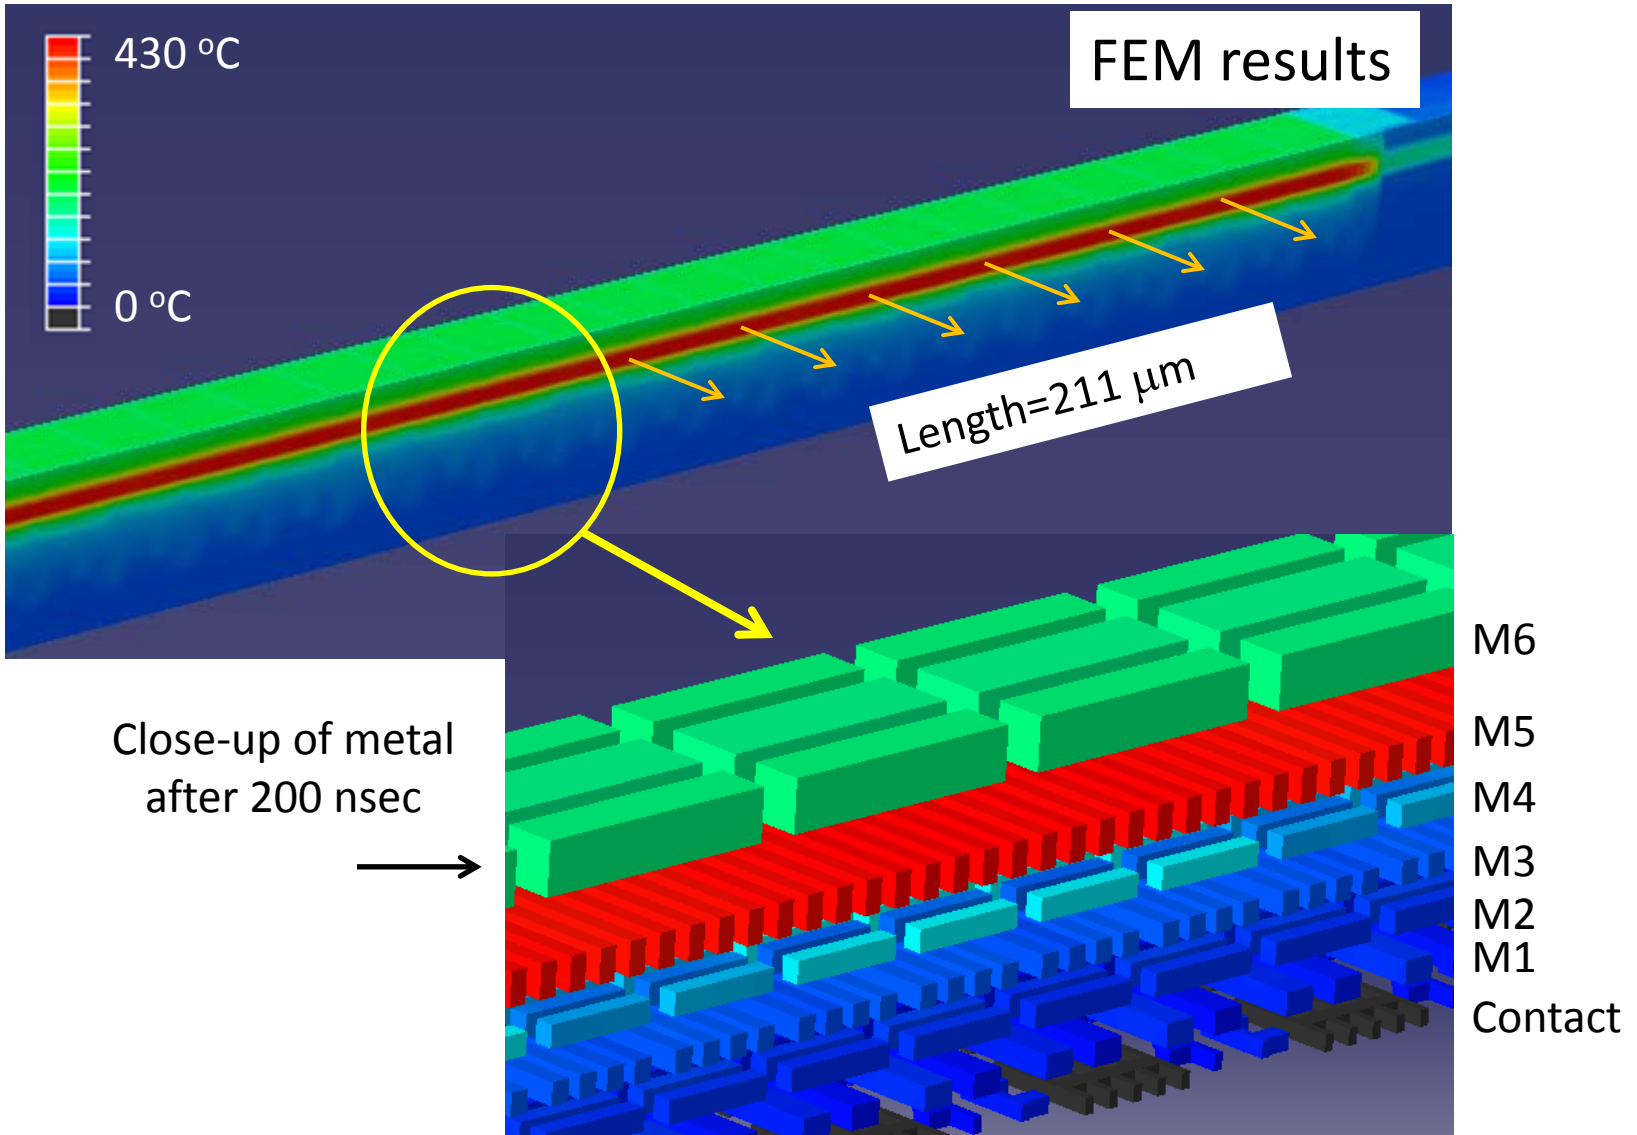 430 °C
FEM results
0 °C
Length=211 μm
Close-up of metal
after 200 nsec
M6
M5
M4
M3
M2
M1
Contact